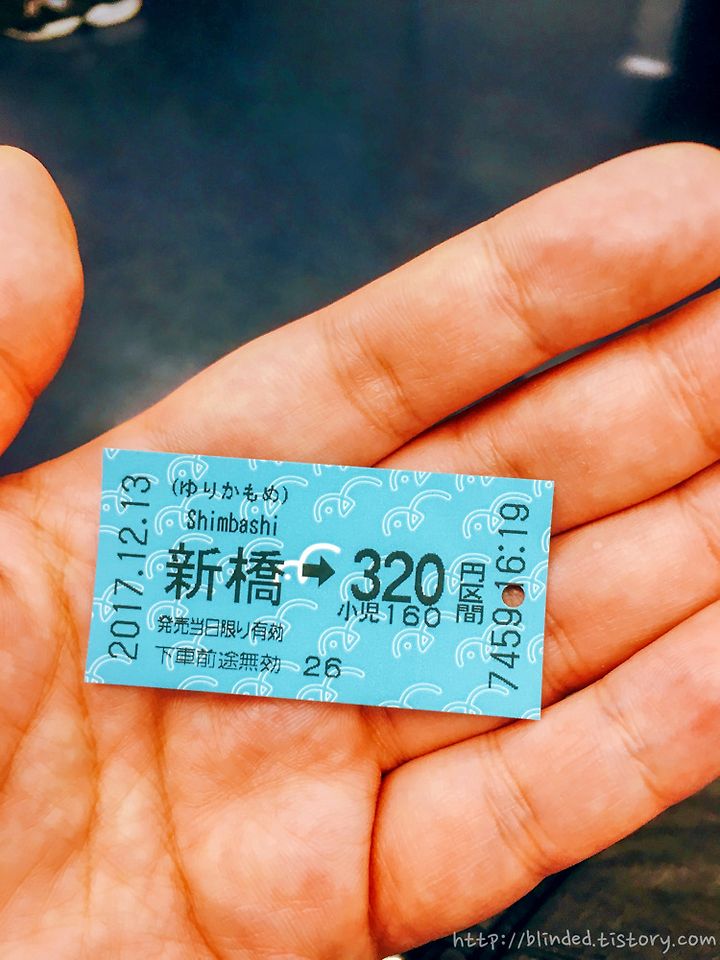 2017.12.13
(ゆりかもめ)
Shimbashi
新橋➡320円区間
小児160
発売当日限り有効
下車前途無効 26
7459 16:19
http://blinded.tistory.com